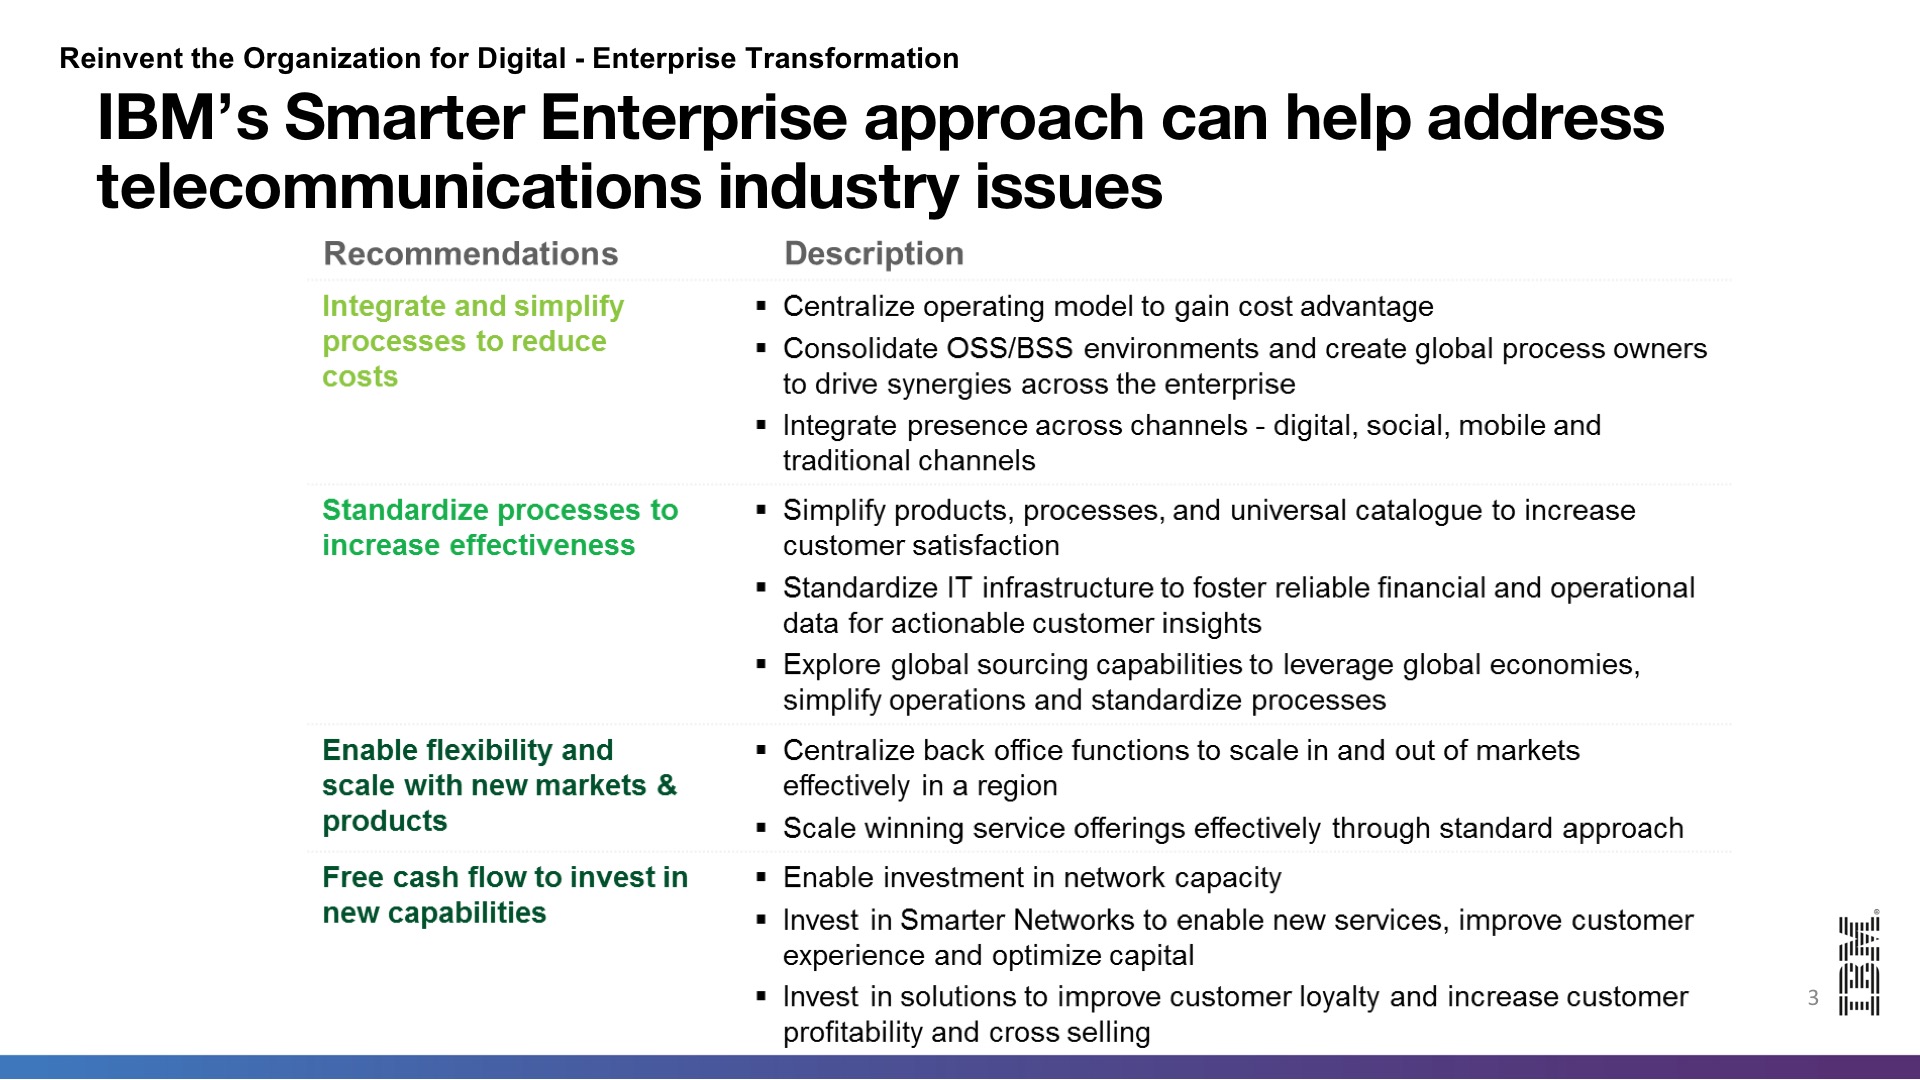 Reinvent the Organization for Digital - Enterprise Transformation
IBM’s Smarter Enterprise approach can help address
telecommunications industry issues
Recommendations
Description
Integrate and simplify
processes to reduce
costs
▪ Centralize operating model to gain cost advantage
▪ Consolidate OSS/BSS environments and create global process owners
to drive synergies across the enterprise
▪ Integrate presence across channels - digital, social, mobile and
traditional channels
Standardize processes to
increase effectiveness
▪ Simplify products, processes, and universal catalogue to increase
customer satisfaction
▪ Standardize IT infrastructure to foster reliable financial and operational
data for actionable customer insights
▪ Explore global sourcing capabilities to leverage global economies,
simplify operations and standardize processes
Enable flexibility and
scale with new markets &
products
▪ Centralize back office functions to scale in and out of markets
effectively in a region
▪ Scale winning service offerings effectively through standard approach
Free cash flow to invest in
new capabilities
▪ Enable investment in network capacity
▪ Invest in Smarter Networks to enable new services, improve customer
experience and optimize capital
▪ Invest in solutions to improve customer loyalty and increase customer
profitability and cross selling
3
IBM®